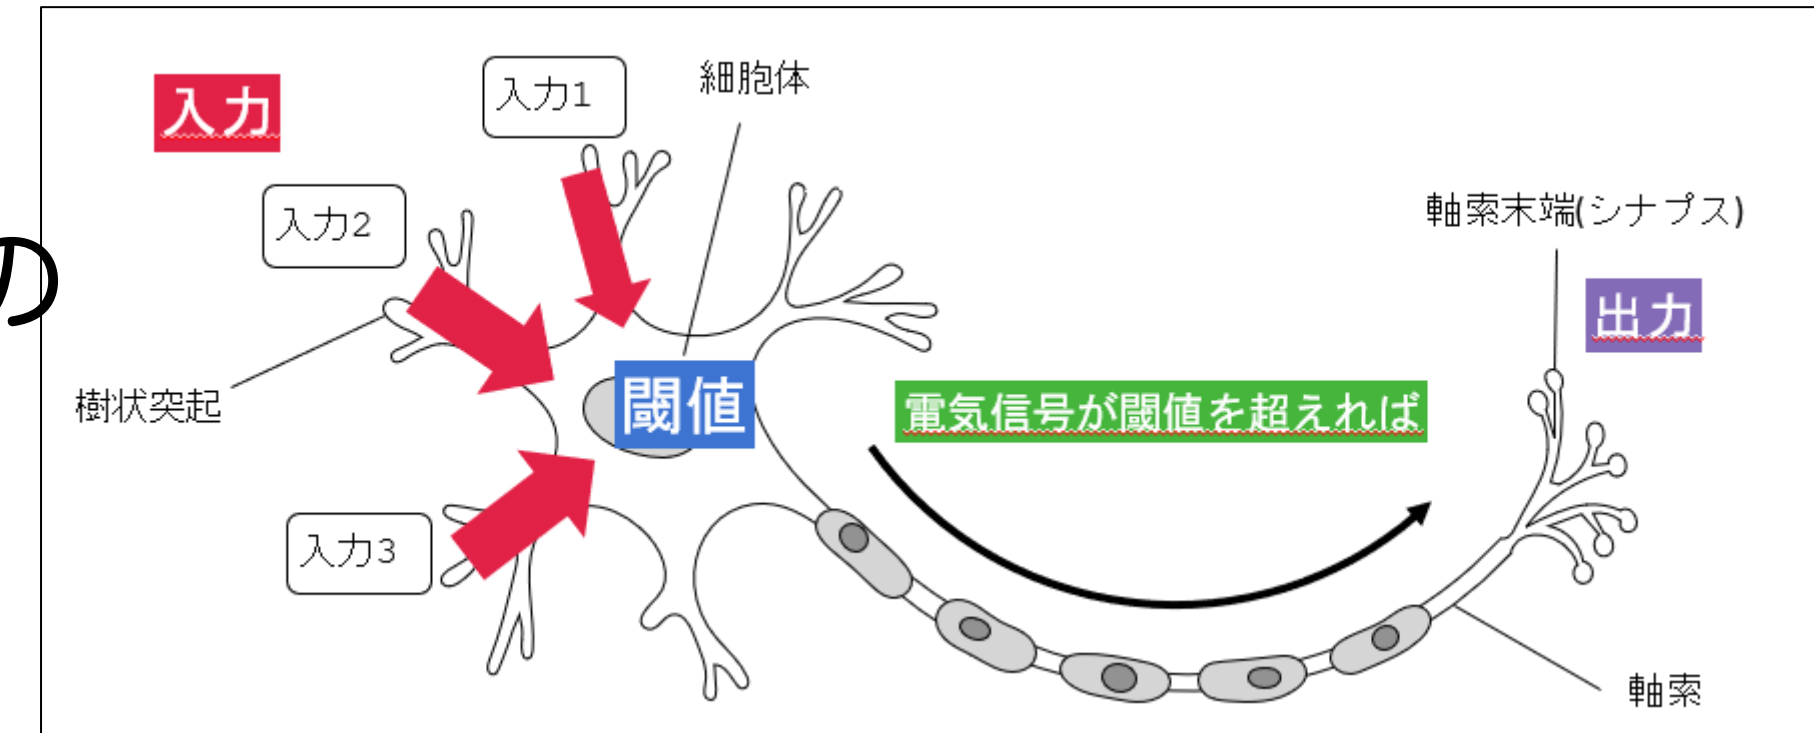 入力
入力1
細胞体
入力2
軸索末端(シナプス)
の
出力
樹状突起
閾値
電気信号が閾値を超えれば
入力3
軸索